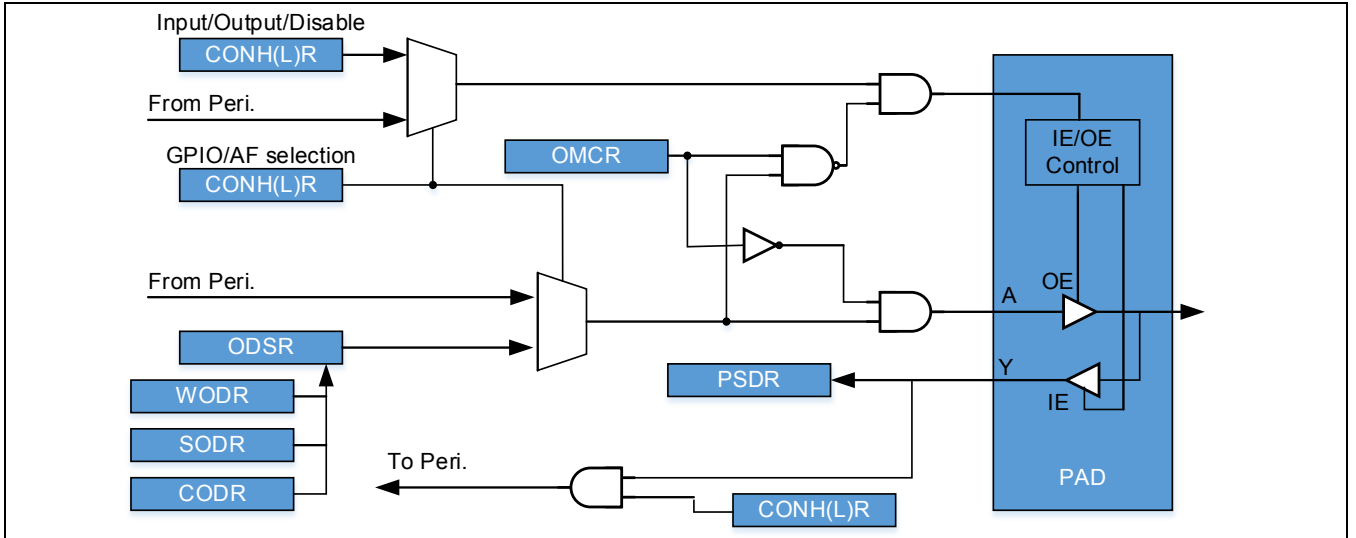 Input/Output/Disable
CONH(L)R
From Peri.
GPIO/AF selection
CONH(L)R
OMCR
IE/OE
Control
From Peri.
ODSR
WODR
SODR
CODR
A
OE
Y
IE
PSDR
To Peri.
CONH(L)R
PAD